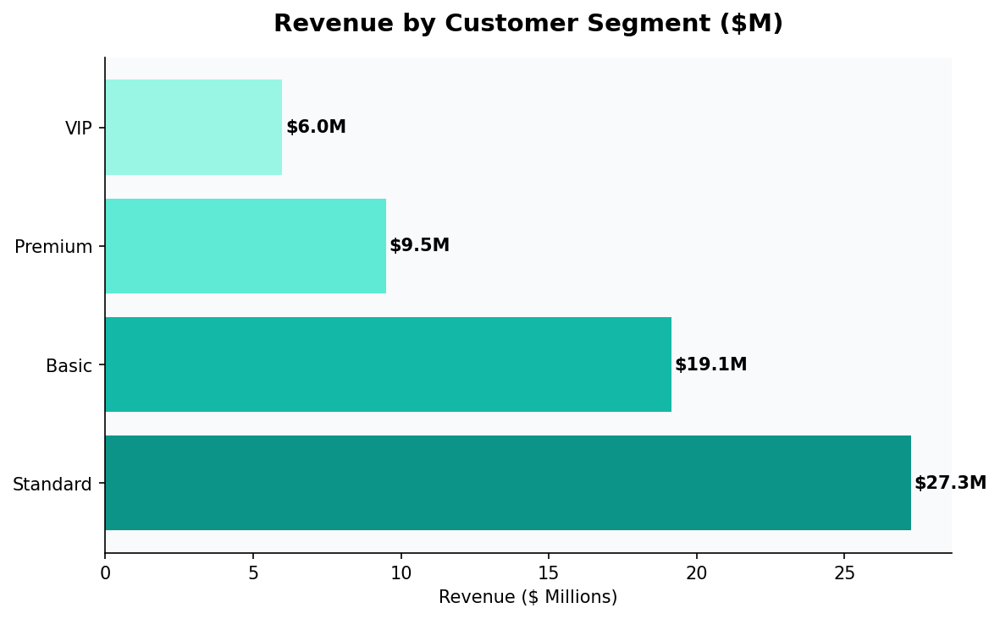 Revenue by Customer Segment ($M)
VIP
$6.0M
Premium
$9.5M
Basic
$19.1M
Standard
$27.3M
0 5 10 15 20 25
Revenue ($ Millions)